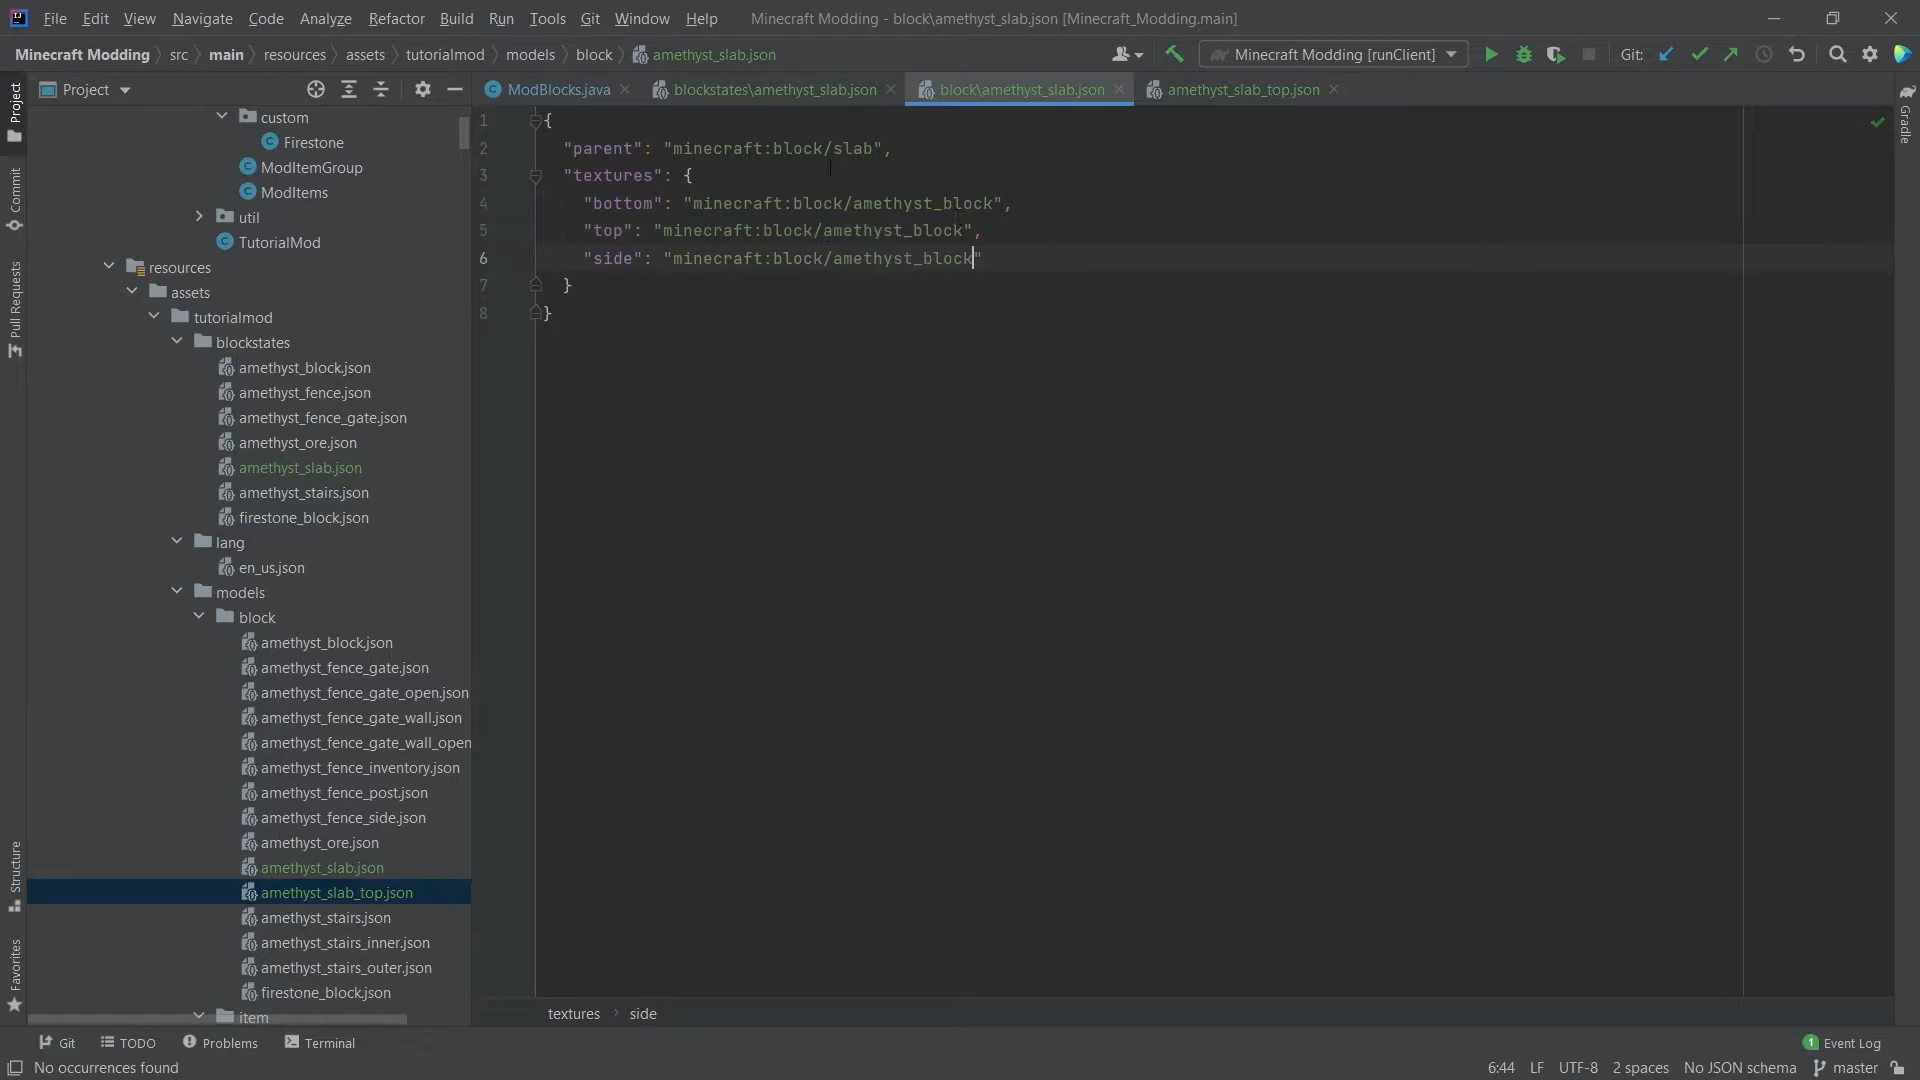 File Edit View Navigate Code Analyze Refactor Build Run Tools Git Window Help Minecraft Modding - block\amethyst_slab.json [Minecraft_Modding.main]
Minecraft Modding src main resources assets tutorialmod models block amethyst_slab.json Minecraft Modding [runClient] Git:
Project
ModBlocks.java blockstates\amethyst_slab.json block\amethyst_slab.json amethyst_slab_top.json
Project
Commit
Pull Requests
Structure
Favorites
Gradle
custom
Firestone
ModItemGroup
ModItems
util
TutorialMod
resources
assets
tutorialmod
blockstates
amethyst_block.json
amethyst_fence.json
amethyst_fence_gate.json
amethyst_ore.json
amethyst_slab.json
amethyst_stairs.json
firestone_block.json
lang
en_us.json
models
block
amethyst_block.json
amethyst_fence_gate.json
amethyst_fence_gate_open.json
amethyst_fence_gate_wall.json
amethyst_fence_gate_wall_open
amethyst_fence_inventory.json
amethyst_fence_post.json
amethyst_fence_side.json
amethyst_ore.json
amethyst_slab.json
amethyst_slab_top.json
amethyst_stairs.json
amethyst_stairs_inner.json
amethyst_stairs_outer.json
firestone_block.json
item
1 {
2 "parent": "minecraft:block/slab",
3 "textures": {
4 "bottom": "minecraft:block/amethyst_block",
5 "top": "minecraft:block/amethyst_block",
6 "side": "minecraft:block/amethyst_block"
7 }
8 }
textures side
Git TODO Problems Terminal 1 Event Log
No occurrences found 6:44 LF UTF-8 2 spaces No JSON schema master